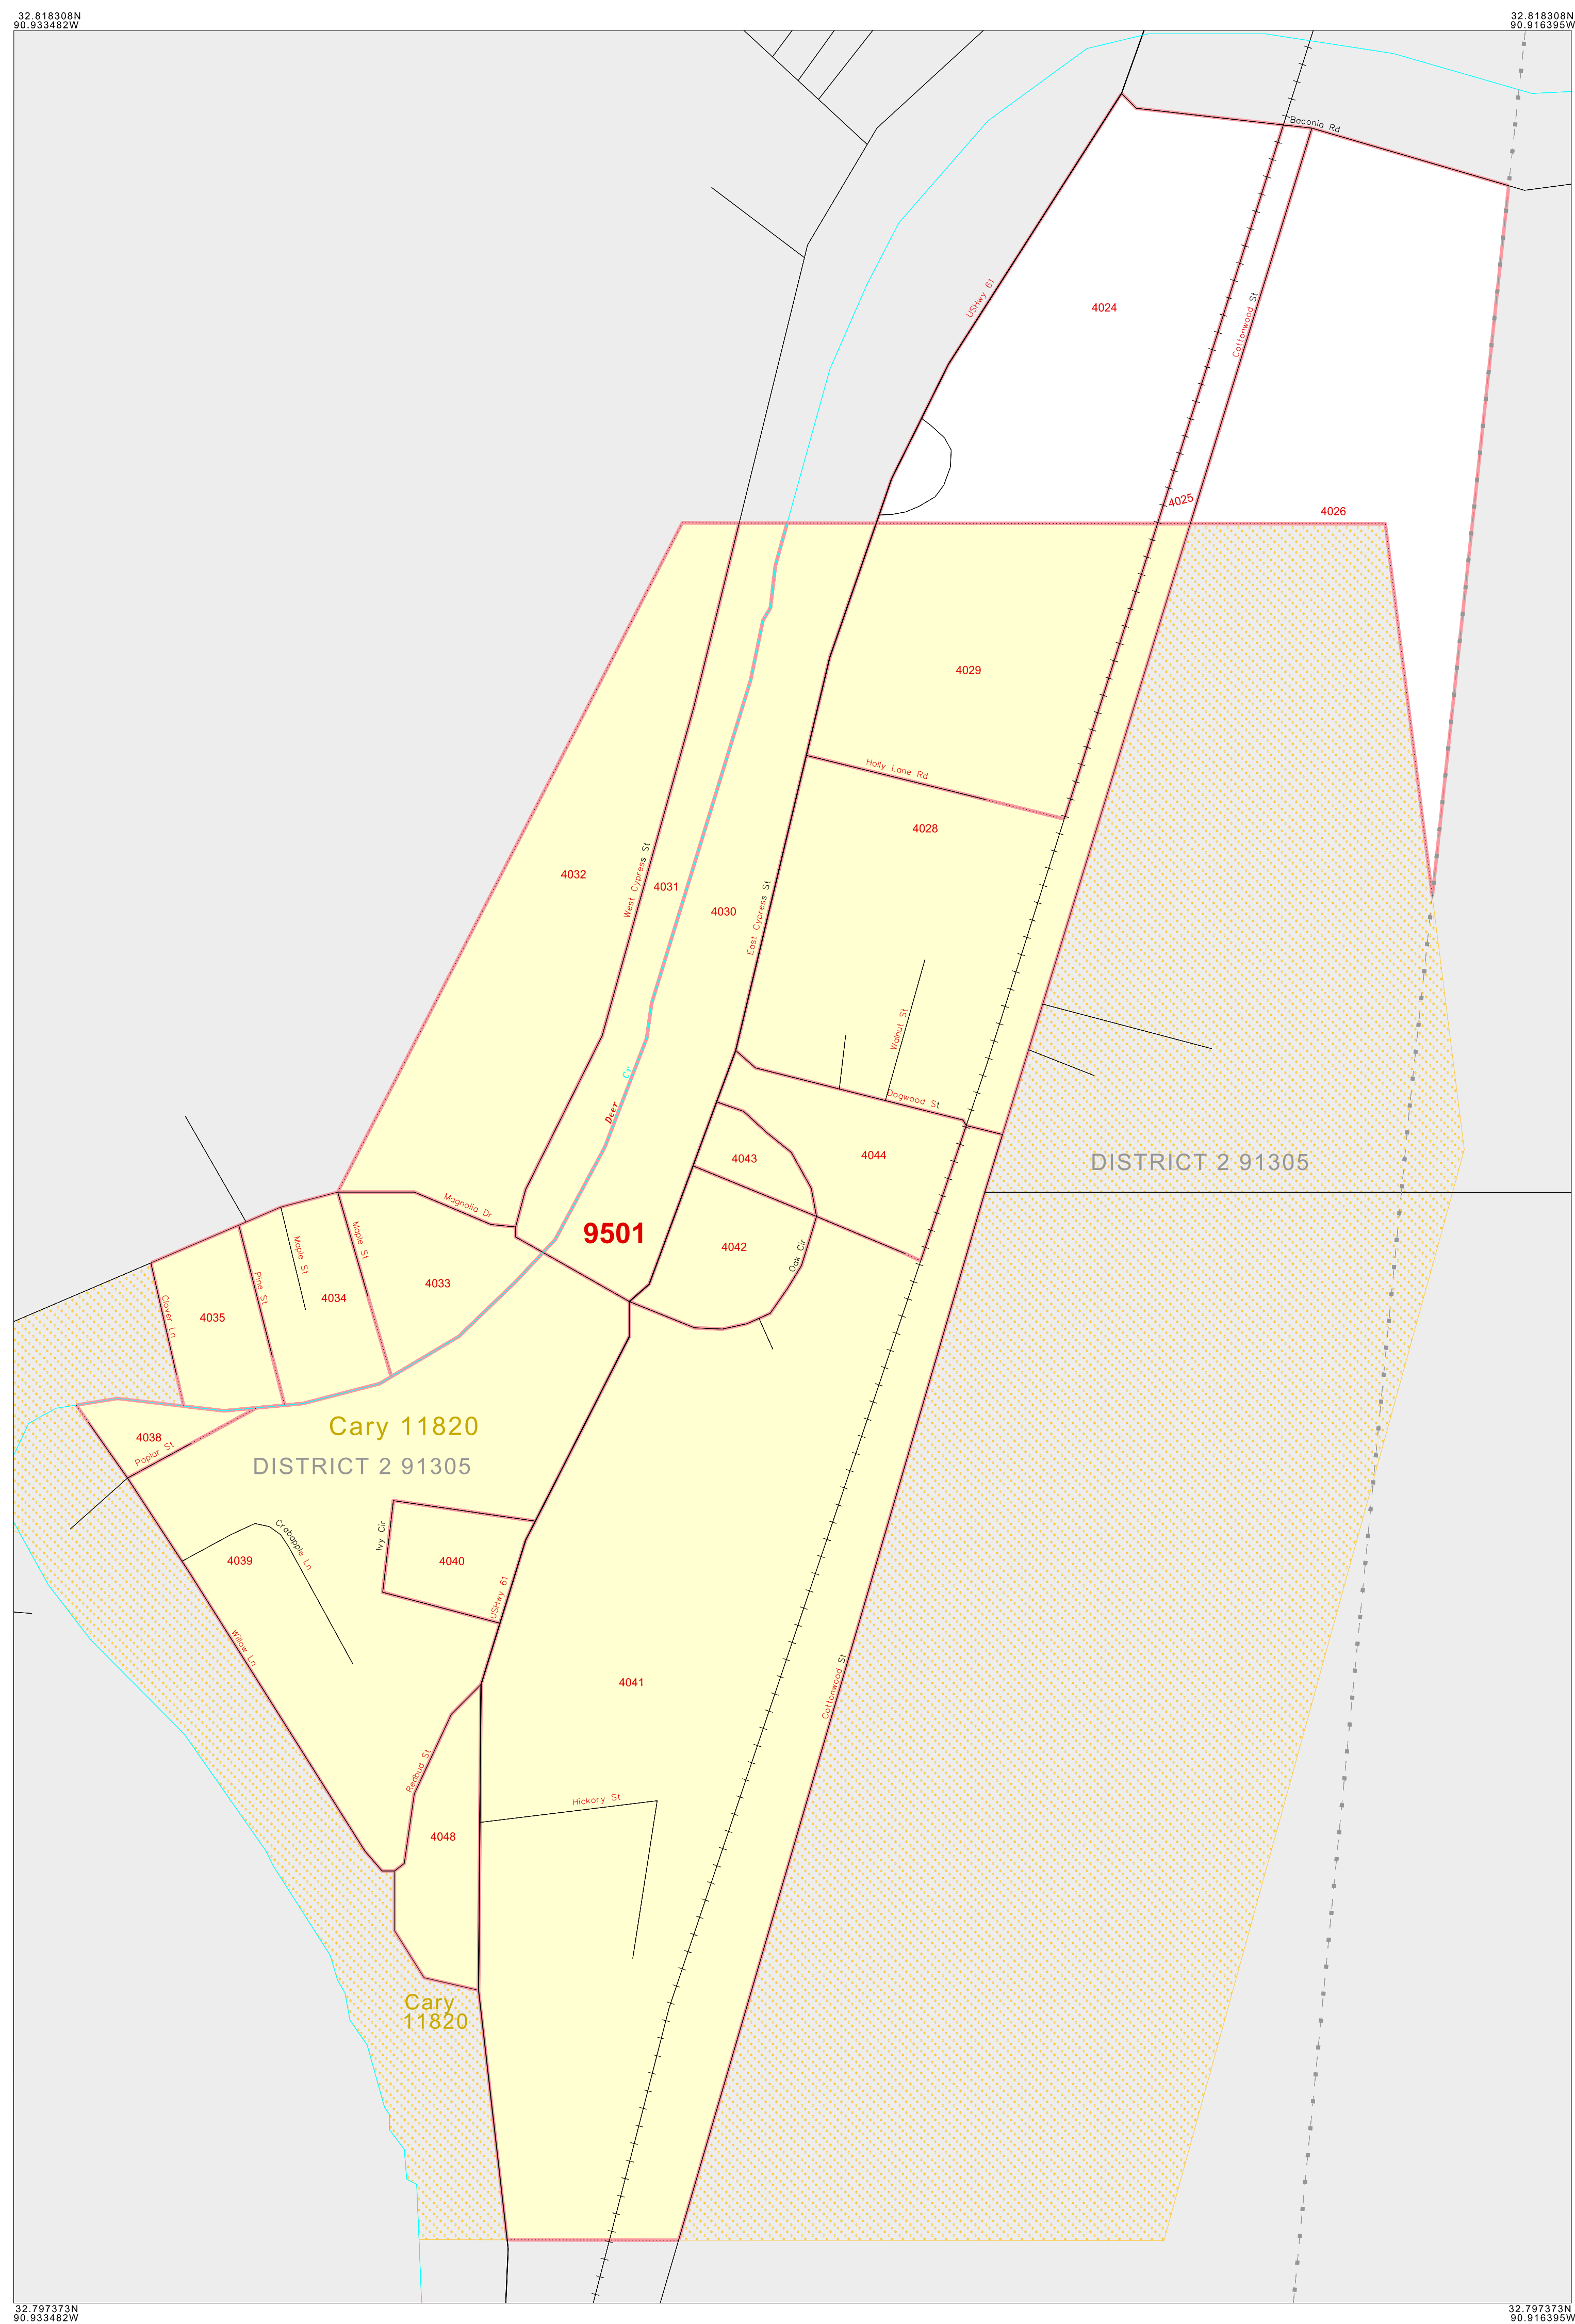 32.818308N
90.933482W
32.818308N
90.916395W
Baconia Rd
USHwy 61
4024
Cottonwood St
4025
4026
4029
Holly Lane Rd
4028
West Cypress St
4032
4031
4030
East Cypress St
Walnut St
Deer Cr
Dogwood St
4043
4044
DISTRICT 2 91305
Magnolia Dr
9501
4042
Oak Cir
Maple St
Maple St
Pine St
4033
4034
Clover Ln
4035
Cary 11820
4038
Poplar St
DISTRICT 2 91305
Crabapple Ln
Ivy Cir
4039
4040
USHwy 61
Willow Ln
4041
Cottonwood St
Redbud St
Hickory St
4048
Cary
11820
32.797373N
90.933482W
32.797373N
90.916395W